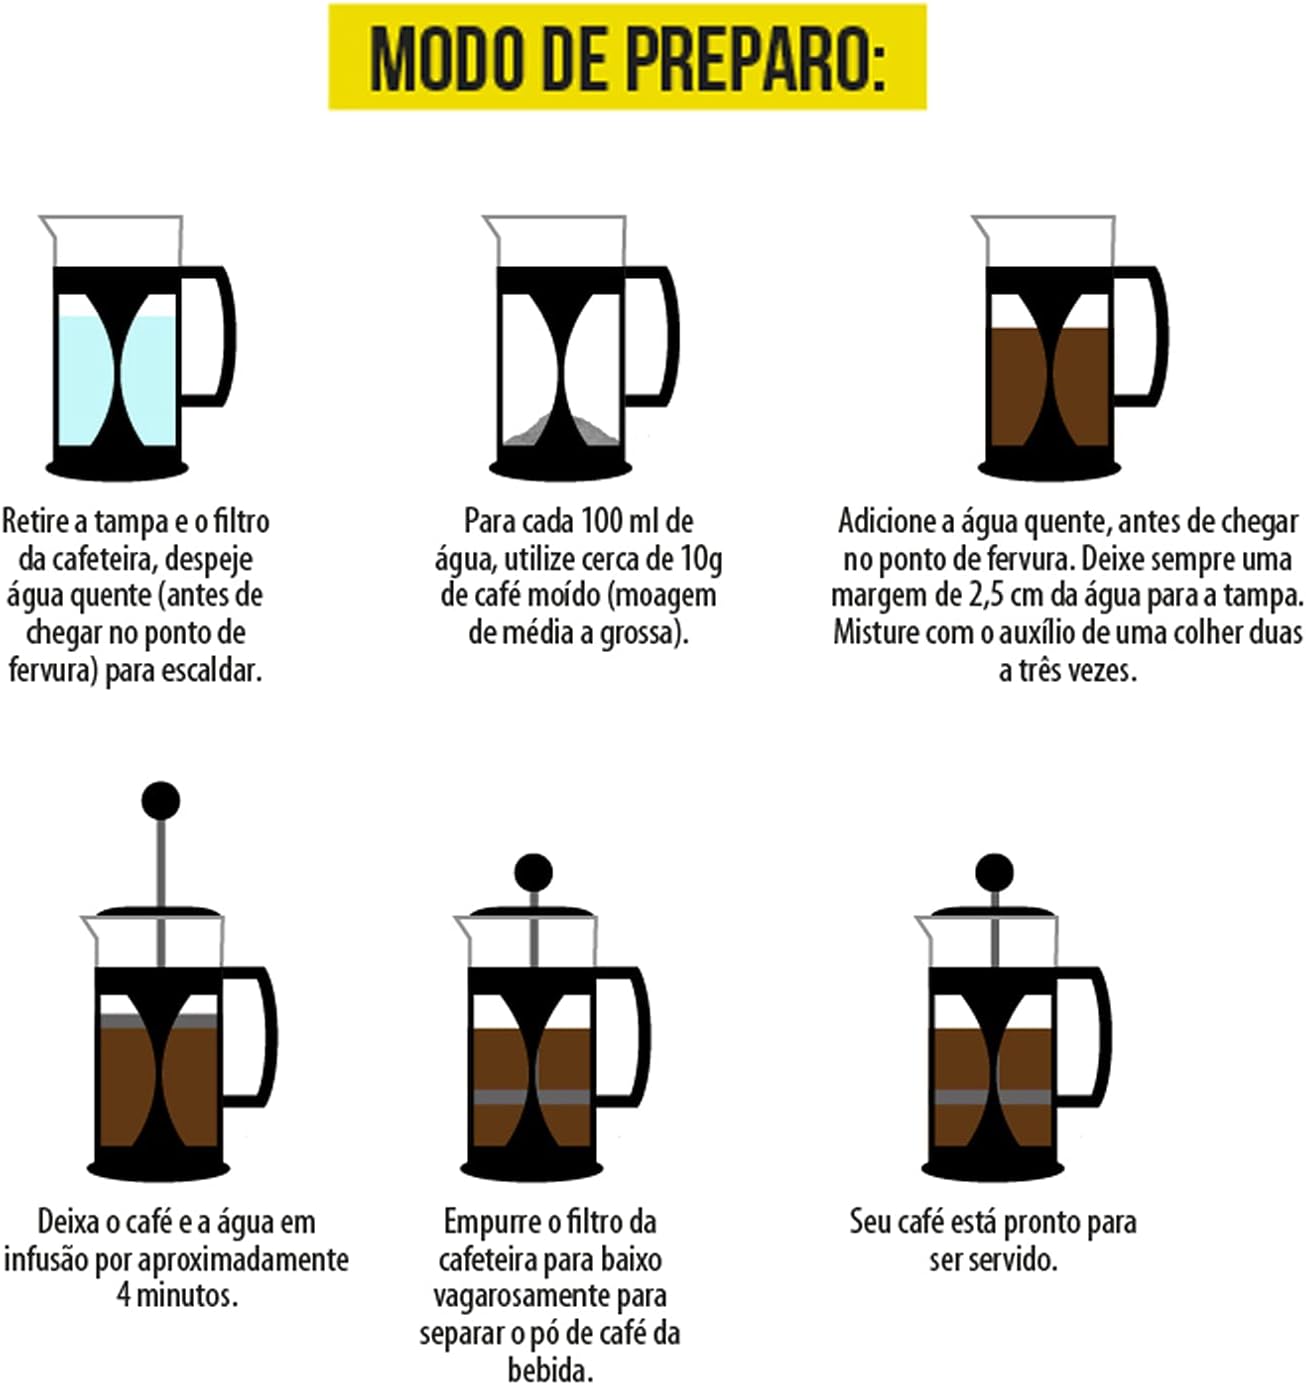 MODO DE PREPARO:
Retire a tampa e o filtro
da cafeteira, despeje
água quente (antes de
chegar no ponto de
fervura) para escaldar.
Para cada 100 ml de
água, utilize cerca de 10g
de café moído (moagem
de média a grossa).
Adicione a água quente, antes de chegar
no ponto de fervura. Deixe sempre uma
margem de 2,5 cm da água para a tampa.
Misture com o auxílio de uma colher duas
a três vezes.
Deixa o café e a água em
infusão por aproximadamente
4 minutos.
Empurre o filtro da
cafeteira para baixo
vagarosamente para
separar o pó de café da
bebida.
Seu café está pronto para
ser servido.